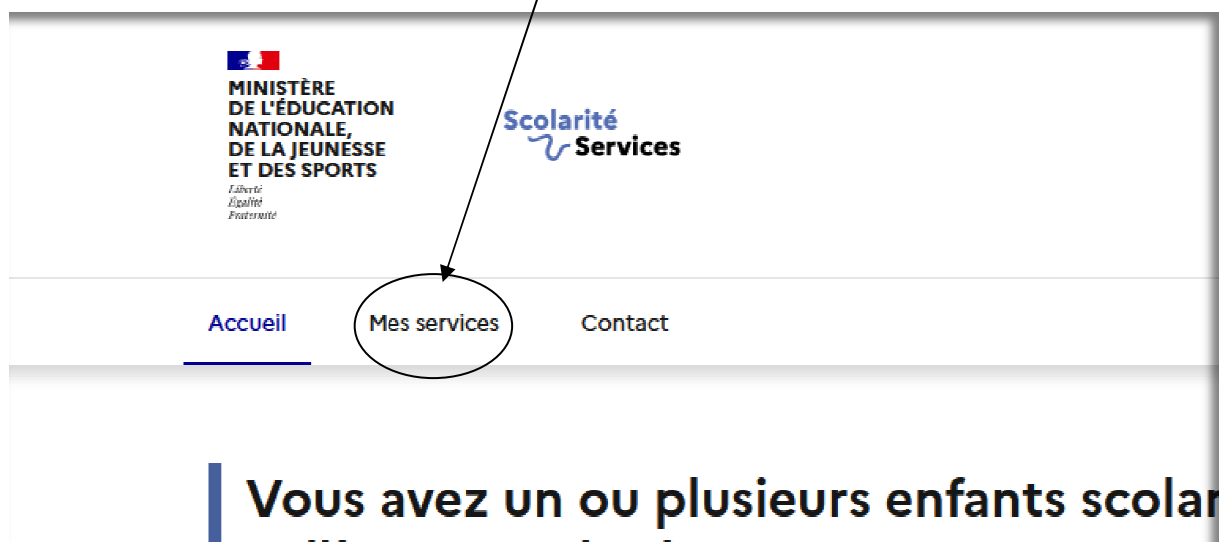 MINISTÈRE
DE L'ÉDUCATION
NATIONALE,
DE LA JEUNESSE
ET DES SPORTS
Liberté
Égalité
Fraternité
Scolarité
Services
Accueil
Mes services
Contact
Vous avez un ou plusieurs enfants scolar